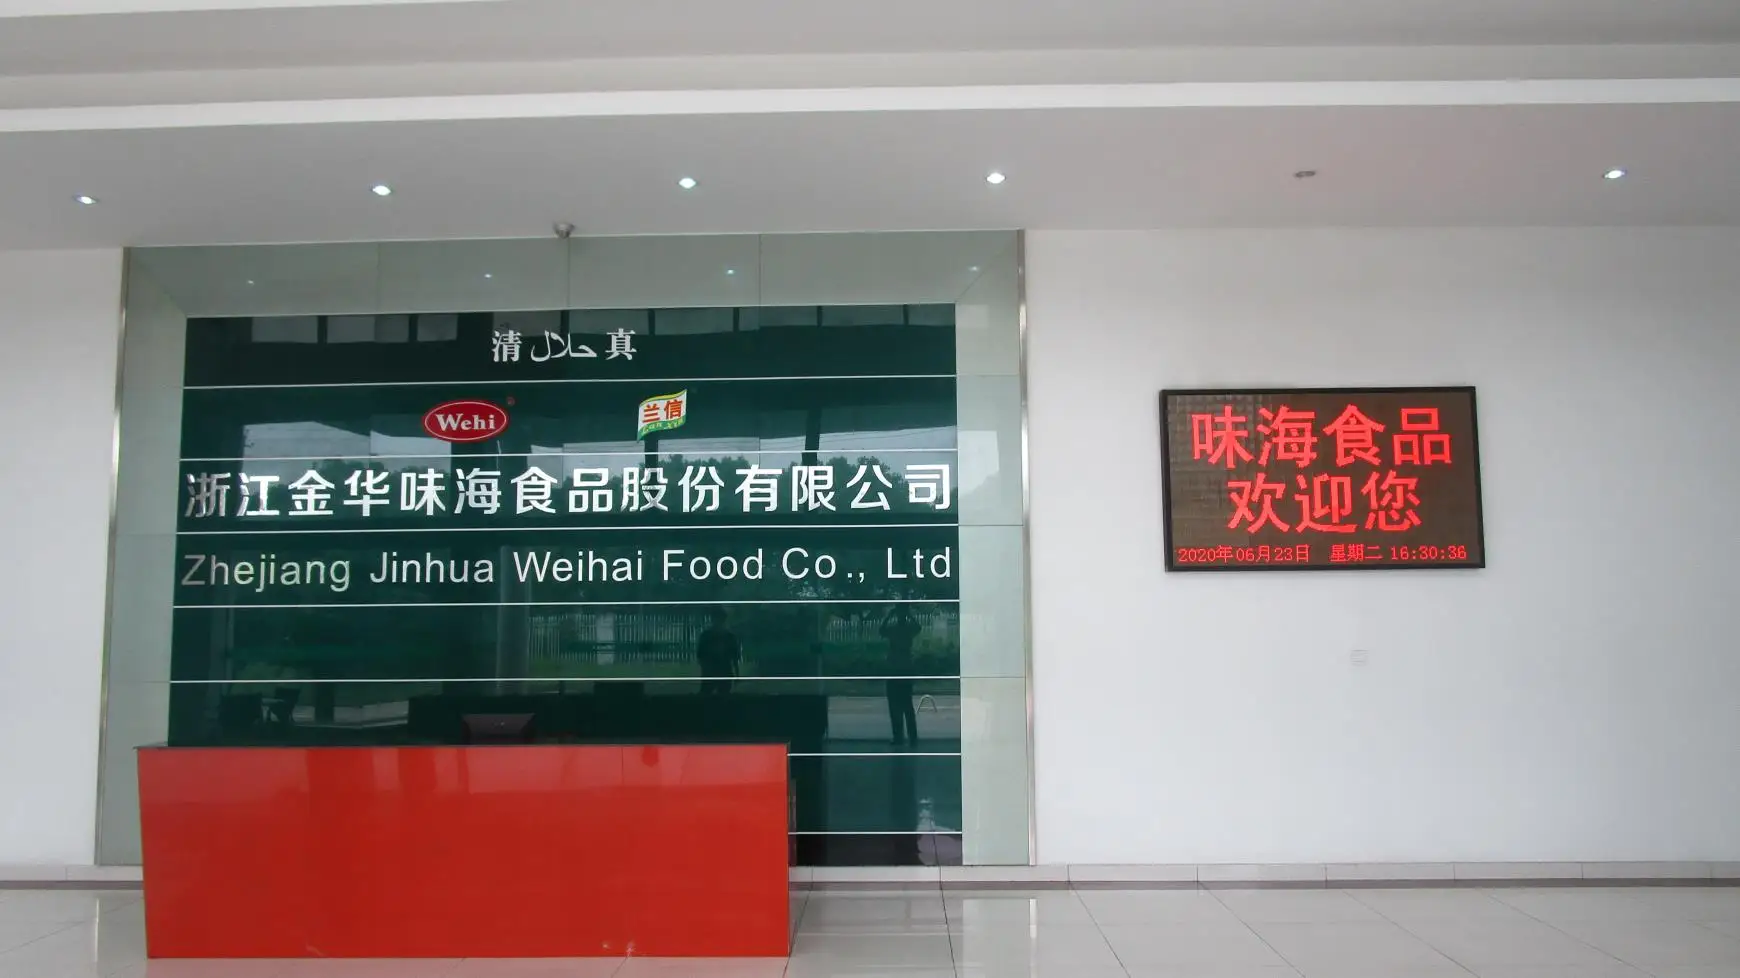 清 حلال 真
Wehi
兰信
Lan Xin
浙江金华味海食品股份有限公司
Zhejiang Jinhua Weihai Food Co., Ltd
味海食品
欢迎您
2020年06月23日 星期二 16:30:36